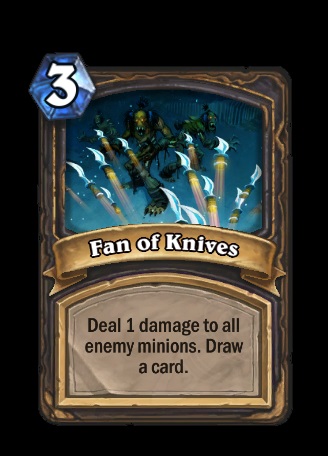 3
Fan of Knives
Deal 1 damage to all
enemy minions. Draw
a card.